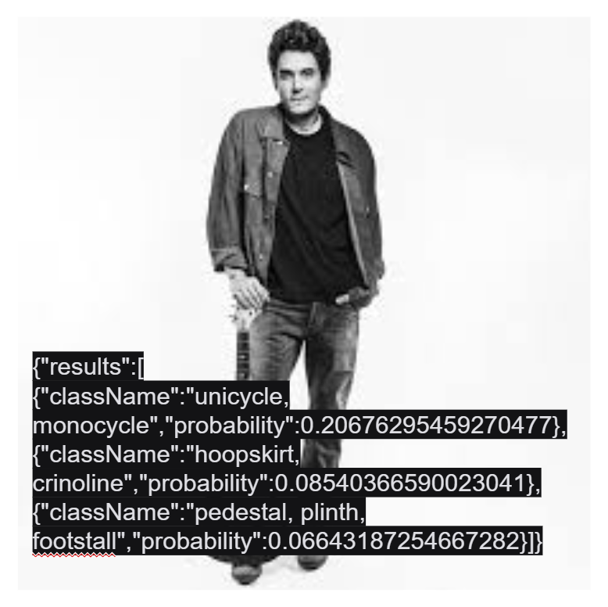 {"results":[
{"className":"unicycle,
monocycle","probability":0.20676295459270477},
{"className":"hoopskirt,
crinoline","probability":0.08540366590023041},
{"className":"pedestal, plinth,
footstall","probability":0.06643187254667282}]}